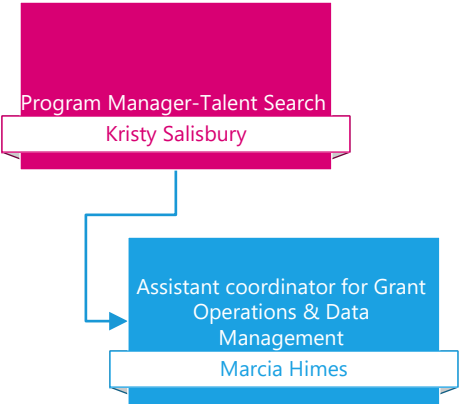 Program Manager-Talent Search
Kristy Salisbury
Assistant coordinator for Grant
Operations & Data
Management
Marcia Himes